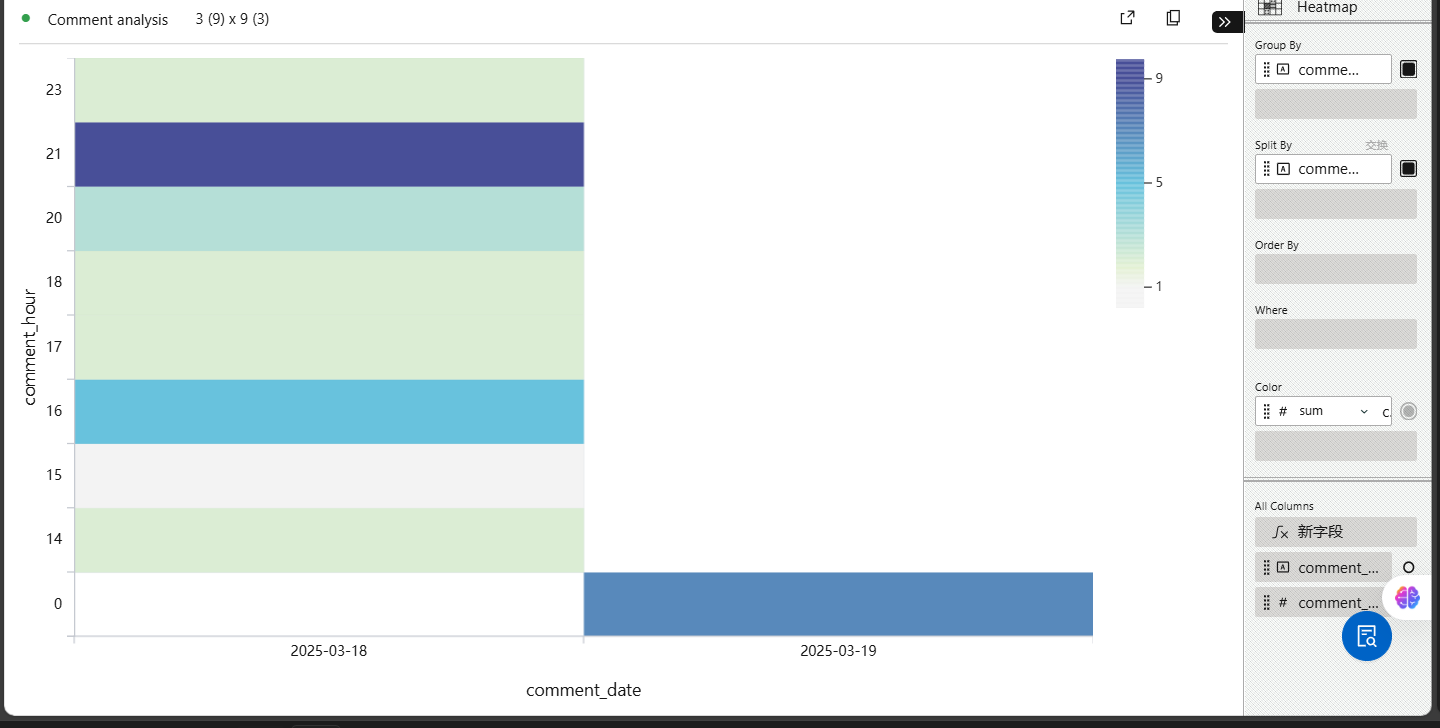 Comment analysis 3 (9) x 9 (3)
23
21
20
18
17
16
15
14
0
comment_hour
2025-03-18 2025-03-19
comment_date
9
5
1
Heatmap
Group By
comme...
Split By 交换
comme...
Order By
Where
Color
# sum c.
All Columns
fx 新字段
A comment_...
# comment_...